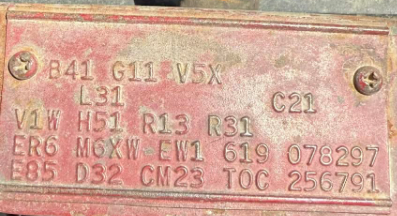 B41 G11 V5X
L31 C21
V1W H51 R13 R31
ER6 M6XW-EW1 619 078297
E85 D32 CM23 TOC 256791